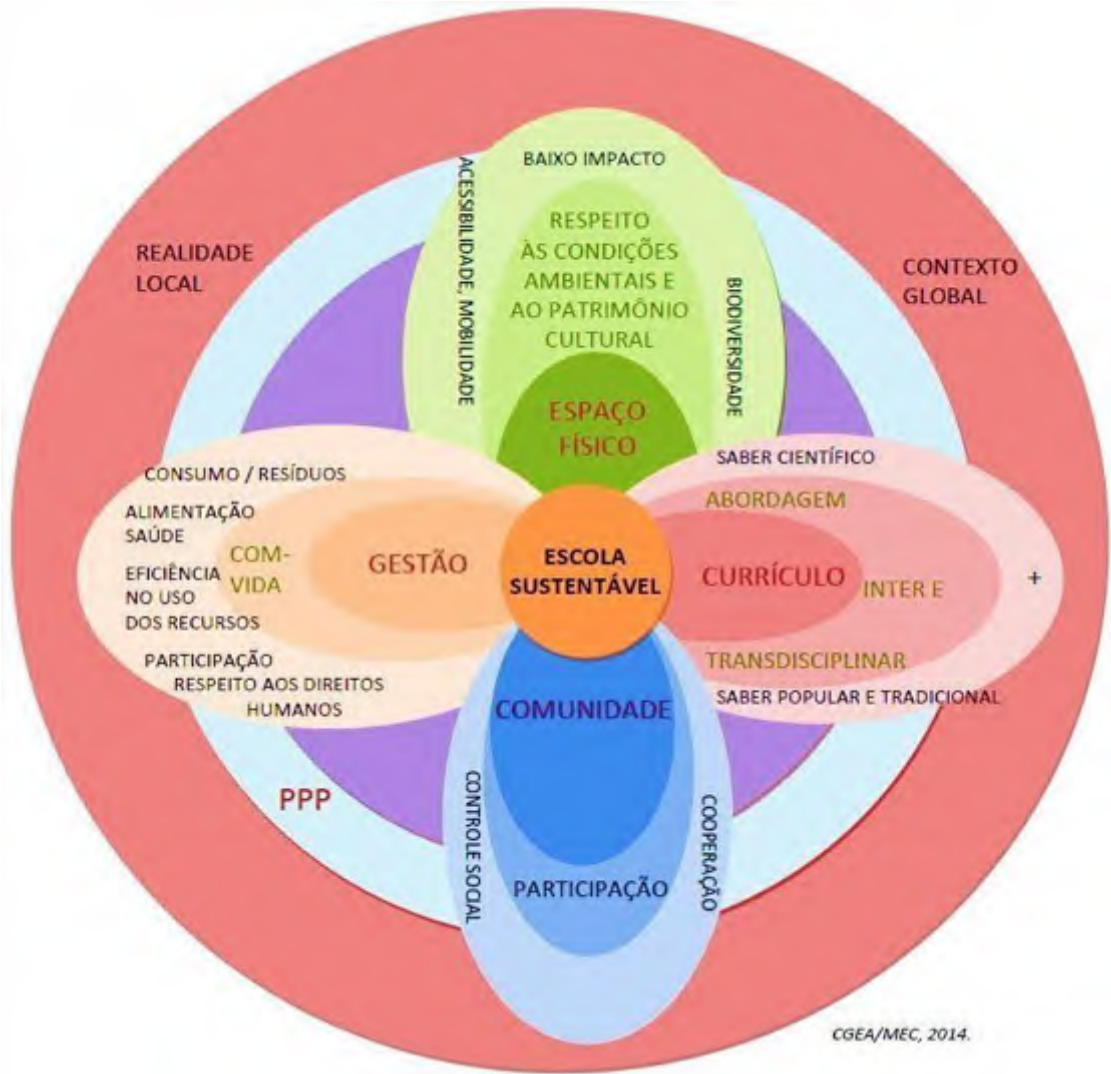 BAIXO IMPACTO
ACESSIBILIDADE, MOBILIDADE
RESPEITO
ÀS CONDIÇÕES
AMBIENTAIS E
AO PATRIMÔNIO
CULTURAL
BIODIVERSIDADE
ESPAÇO
FÍSICO
REALIDADE
LOCAL
CONTEXTO
GLOBAL
CONSUMO / RESÍDUOS
ALIMENTAÇÃO
SAÚDE
EFICIÊNCIA
NO USO
DOS RECURSOS
PARTICIPAÇÃO
RESPEITO AOS DIREITOS
HUMANOS
COM-
VIDA
GESTÃO
ESCOLA
SUSTENTÁVEL
SABER CIENTÍFICO
ABORDAGEM
CURRÍCULO
INTER E
+
TRANSDISCIPLINAR
SABER POPULAR E TRADICIONAL
COMUNIDADE
PPP
CONTROLE SOCIAL
COOPERAÇÃO
PARTICIPAÇÃO
CGEA/MEC, 2014.